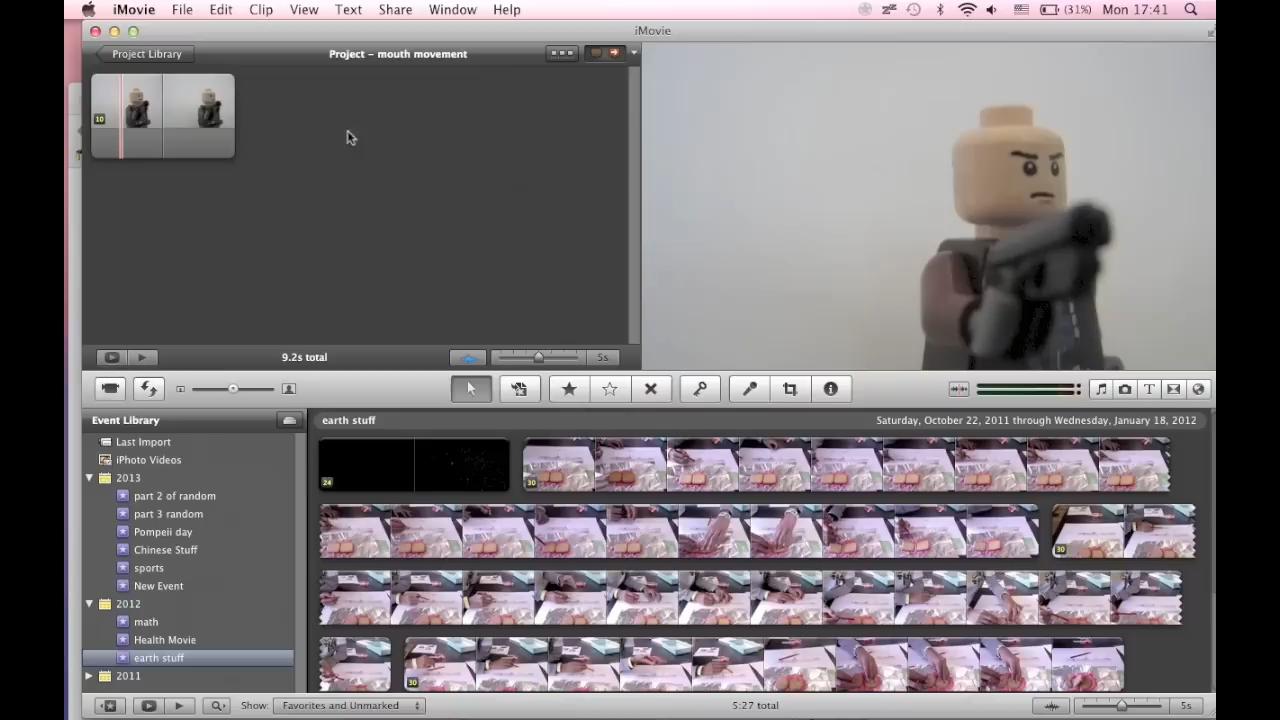 iMovie File Edit Clip View Text Share Window Help (31%) Mon 17:41
iMovie
Project Library Project – mouth movement
10
9.2s total 5s
Event Library
Last Import
iPhoto Videos
2013
part 2 of random
part 3 random
Pompeii day
Chinese Stuff
sports
New Event
2012
math
Health Movie
earth stuff
2011
earth stuff Saturday, October 22, 2011 through Wednesday, January 18, 2012
24 30
30
30
Show: Favorites and Unmarked 5:27 total 5s